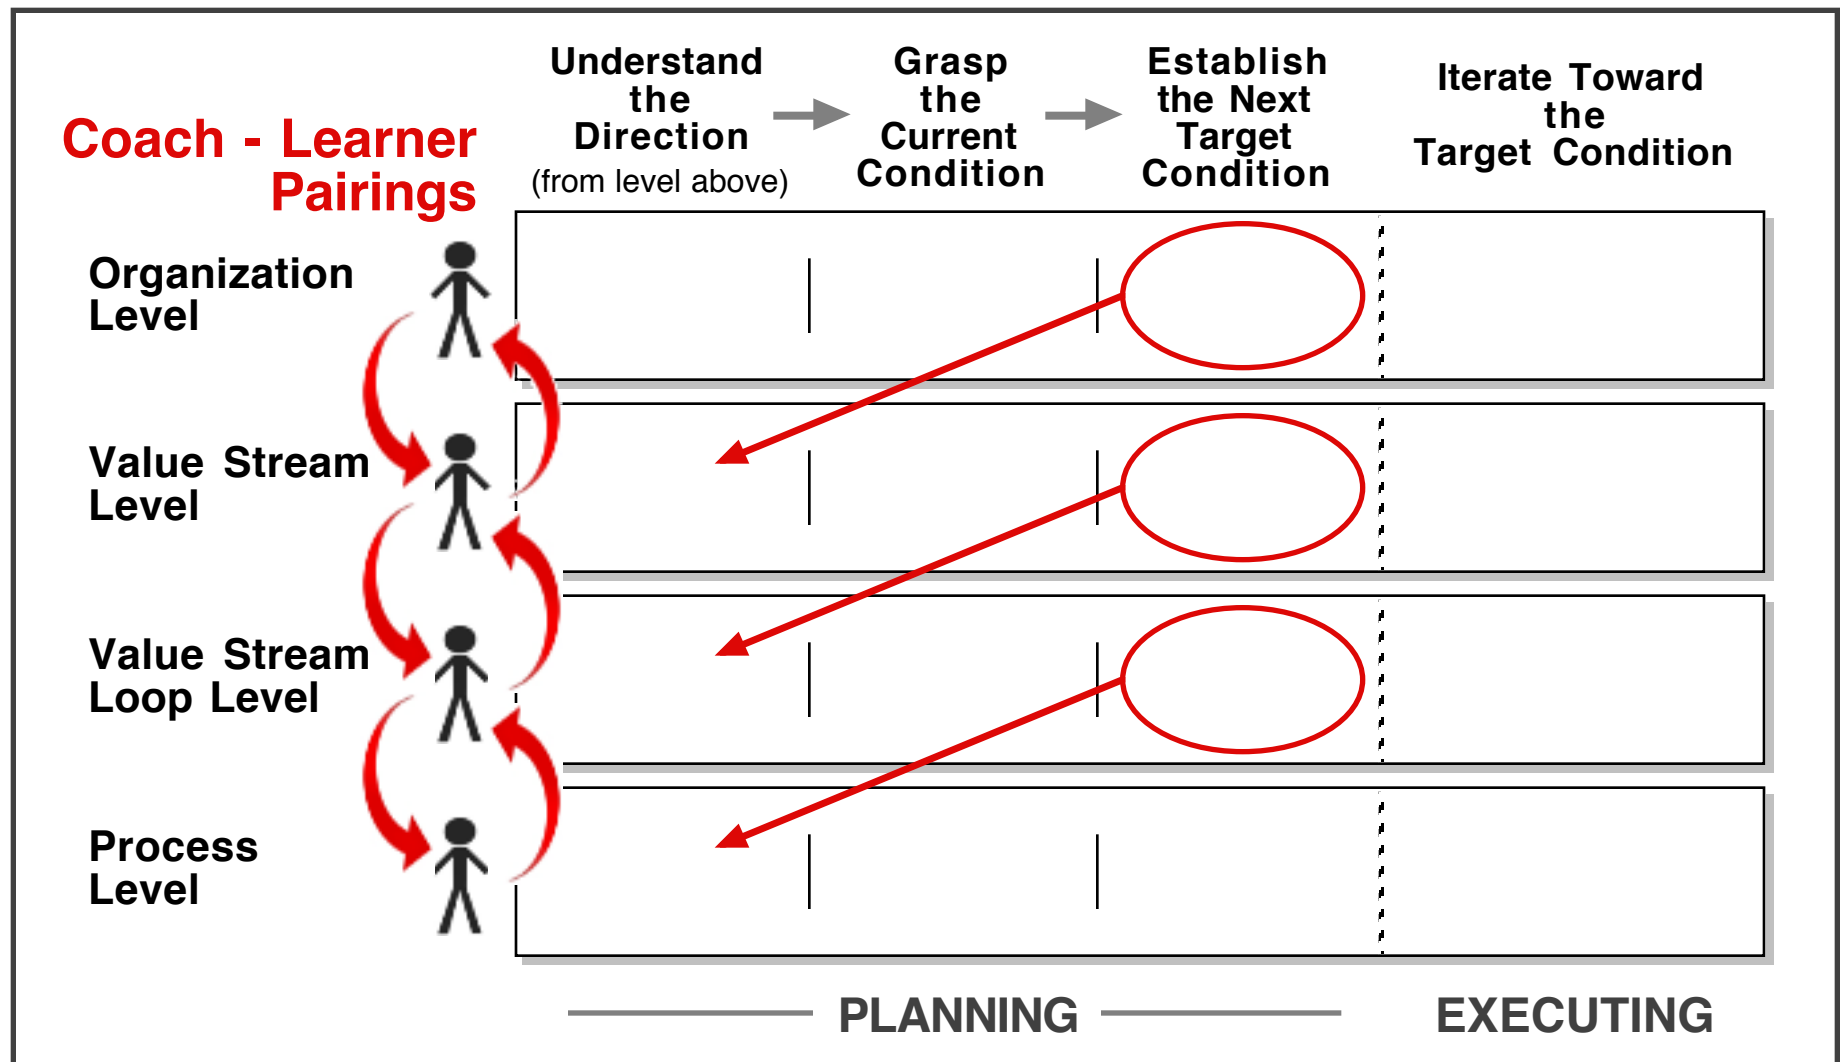 Understand
the
Direction
(from level above)
Grasp
the
Current
Condition
Establish
the Next
Target
Condition
Iterate Toward
the
Target Condition
Coach - Learner
Pairings
Organization
Level
Value Stream
Level
Value Stream
Loop Level
Process
Level
PLANNING
EXECUTING